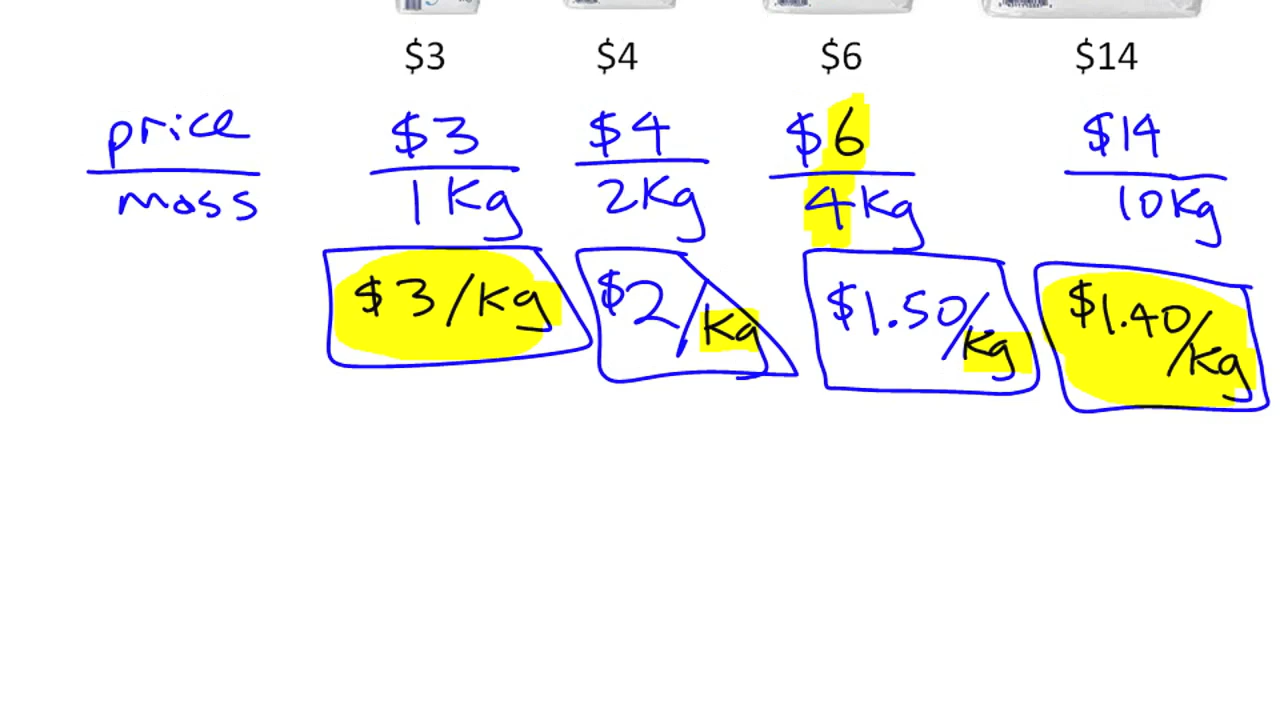 $3 $4 $6 $14
price $3 $4 $6 $14
mass 1Kg 2Kg 4Kg 10Kg
$3/Kg $2/Kg $1.50/Kg $1.40/Kg